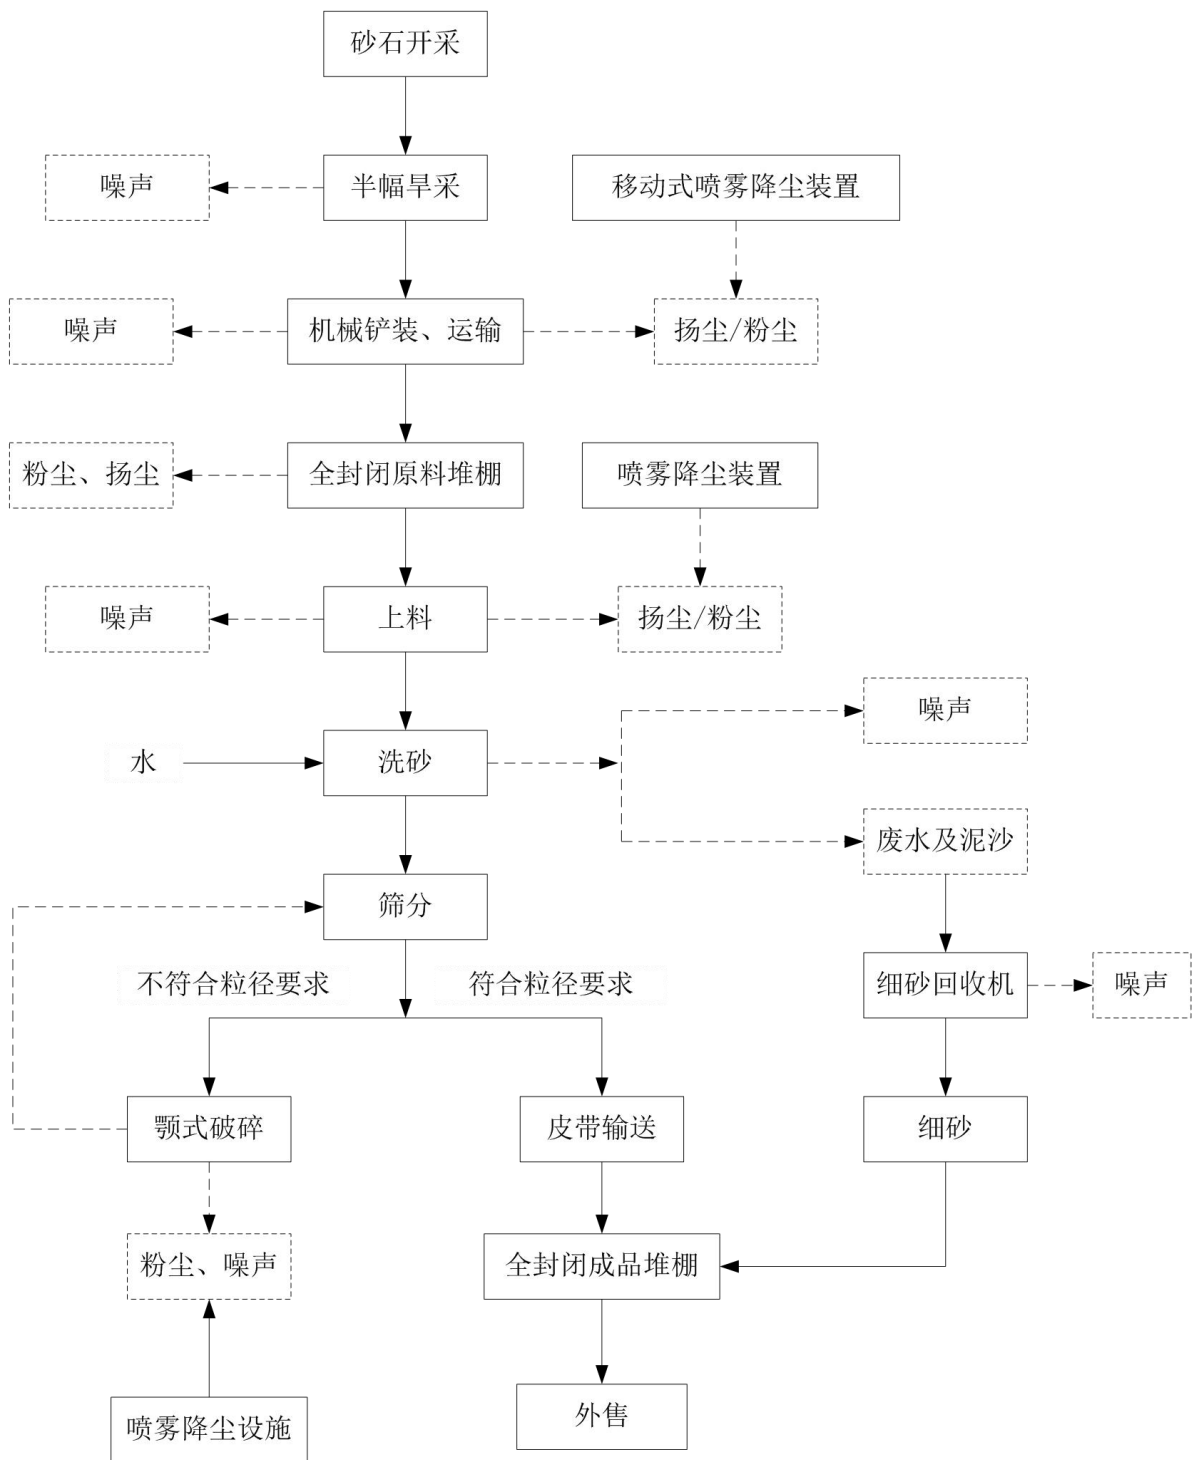 砂石开采
噪声
半幅旱采
移动式喷雾降尘装置
噪声
机械铲装、运输
扬尘/粉尘
粉尘、扬尘
全封闭原料堆棚
喷雾降尘装置
噪声
上料
扬尘/粉尘
噪声
水
洗砂
废水及泥沙
筛分
不符合粒径要求
符合粒径要求
细砂回收机
噪声
颚式破碎
皮带输送
细砂
粉尘、噪声
全封闭成品堆棚
外售
喷雾降尘设施